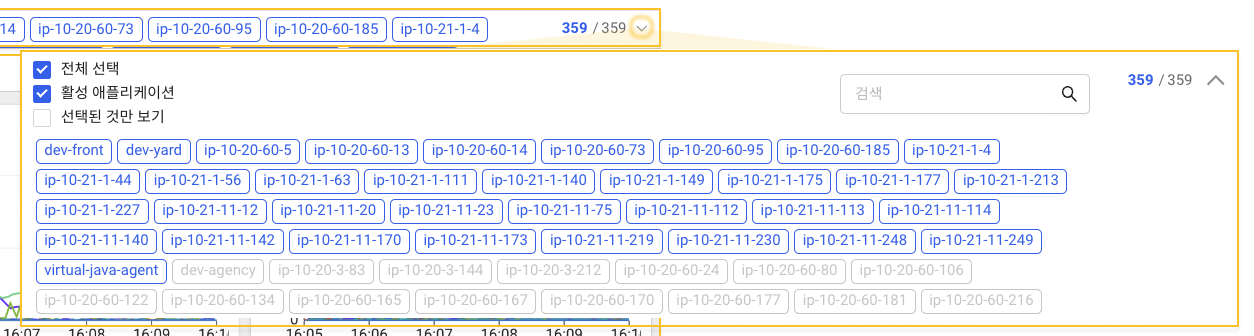 14 ip-10-20-60-73 ip-10-20-60-95 ip-10-20-60-185 ip-10-21-1-4 359 / 359
전체 선택
활성 애플리케이션
선택된 것만 보기
검색
359 / 359
dev-front dev-yard ip-10-20-60-5 ip-10-20-60-13 ip-10-20-60-14 ip-10-20-60-73 ip-10-20-60-95 ip-10-20-60-185 ip-10-21-1-4
ip-10-21-1-44 ip-10-21-1-56 ip-10-21-1-63 ip-10-21-1-111 ip-10-21-1-140 ip-10-21-1-149 ip-10-21-1-175 ip-10-21-1-177 ip-10-21-1-213
ip-10-21-1-227 ip-10-21-11-12 ip-10-21-11-20 ip-10-21-11-23 ip-10-21-11-75 ip-10-21-11-112 ip-10-21-11-113 ip-10-21-11-114
ip-10-21-11-140 ip-10-21-11-142 ip-10-21-11-170 ip-10-21-11-173 ip-10-21-11-219 ip-10-21-11-230 ip-10-21-11-248 ip-10-21-11-249
virtual-java-agent dev-agency ip-10-20-3-83 ip-10-20-3-144 ip-10-20-3-212 ip-10-20-60-24 ip-10-20-60-80 ip-10-20-60-106
ip-10-20-60-122 ip-10-20-60-134 ip-10-20-60-165 ip-10-20-60-167 ip-10-20-60-170 ip-10-20-60-177 ip-10-20-60-181 ip-10-20-60-216
0
16:07 16:08 16:09 16:05 16:06 16:07 16:08 16:09